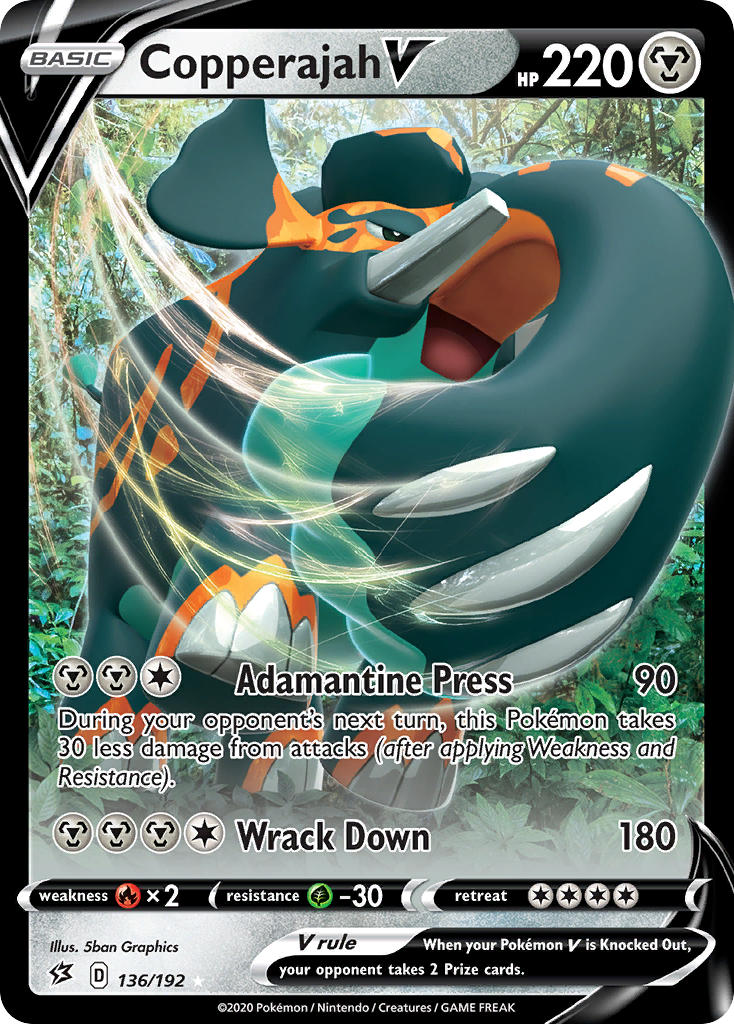 BASIC
Copperajah V
HP 220
Adamantine Press 90
During your opponent's next turn, this Pokémon takes
30 less damage from attacks (after applying Weakness and
Resistance).
Wrack Down 180
weakness ×2 resistance -30 retreat
Illus. 5ban Graphics
D 136/192
V rule
When your Pokémon V is Knocked Out,
your opponent takes 2 Prize cards.
©2020 Pokémon / Nintendo / Creatures / GAME FREAK